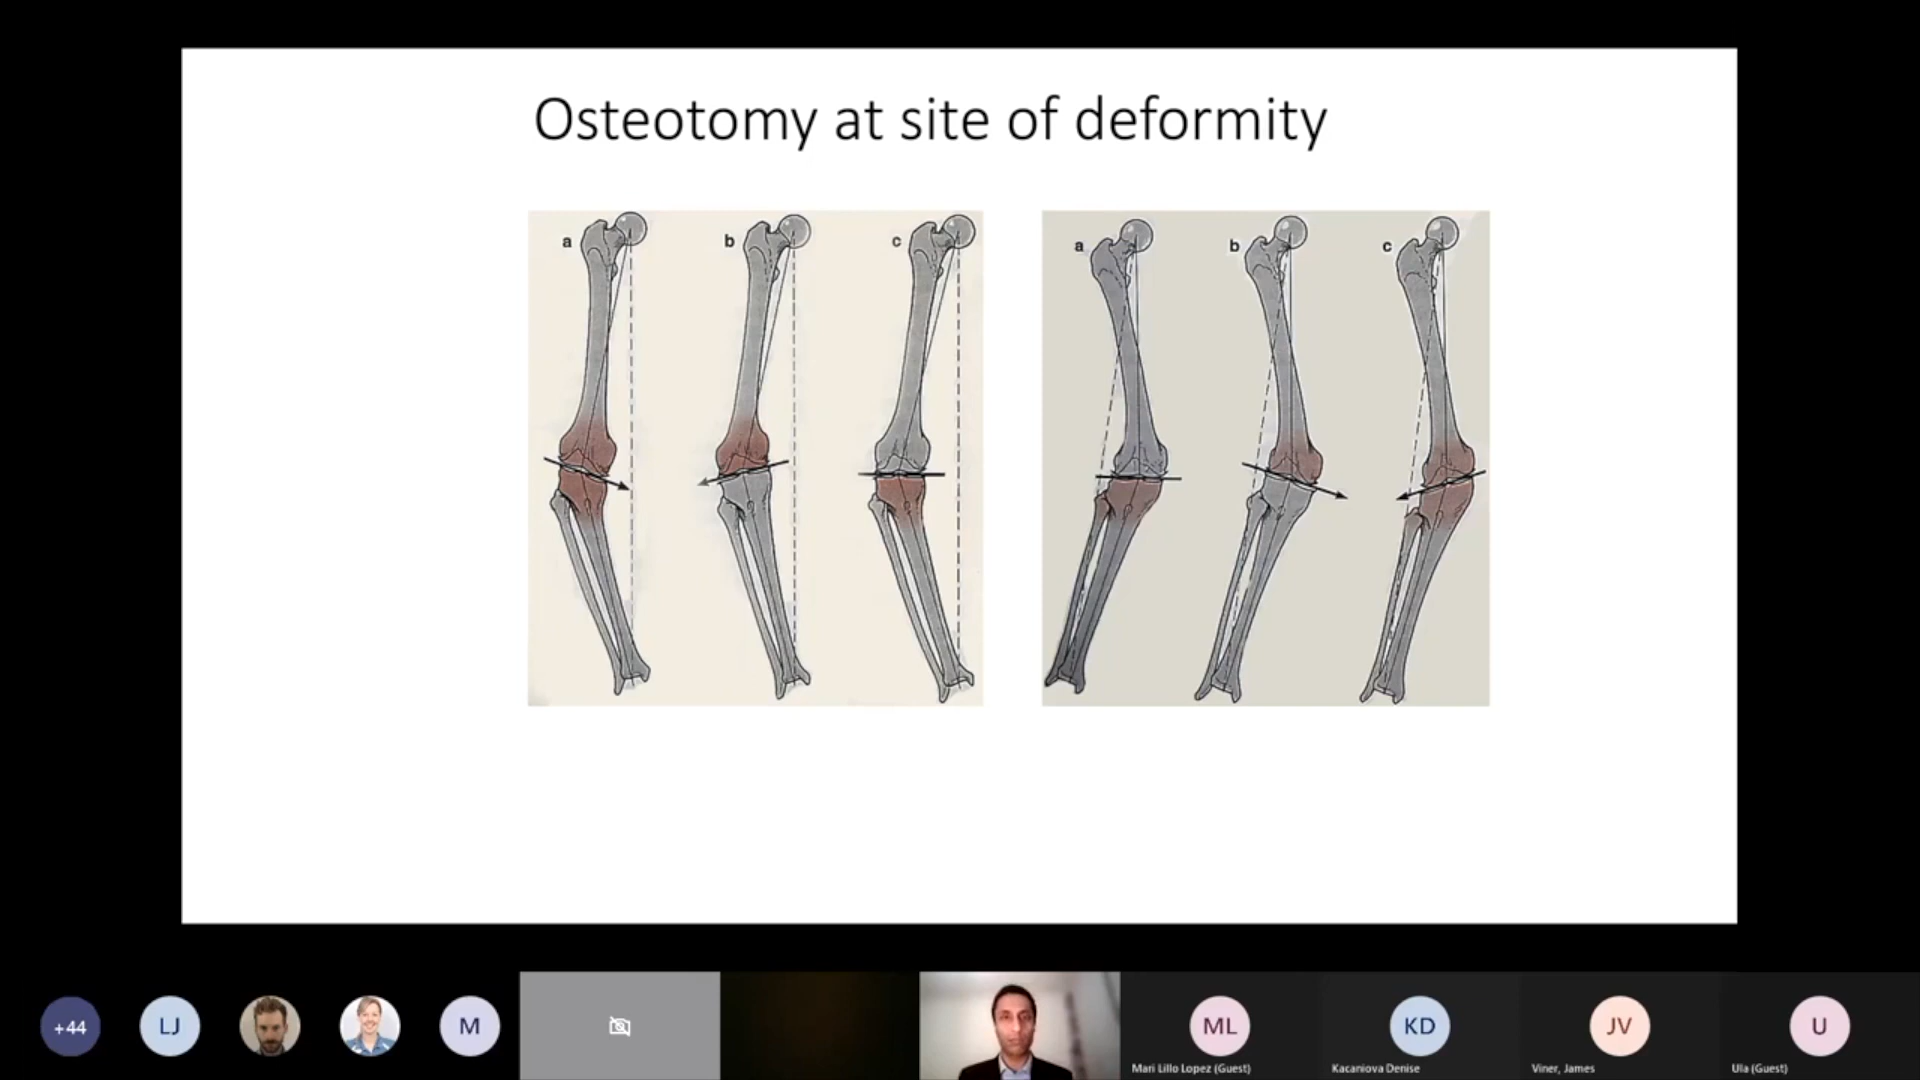 Osteotomy at site of deformity
a
b
c
a
b
c
+44
LJ
M
ML
KD
JV
U
Mari Lillo Lopez (Guest)
Kacaniova Denise
Viner, James
Ula (Guest)